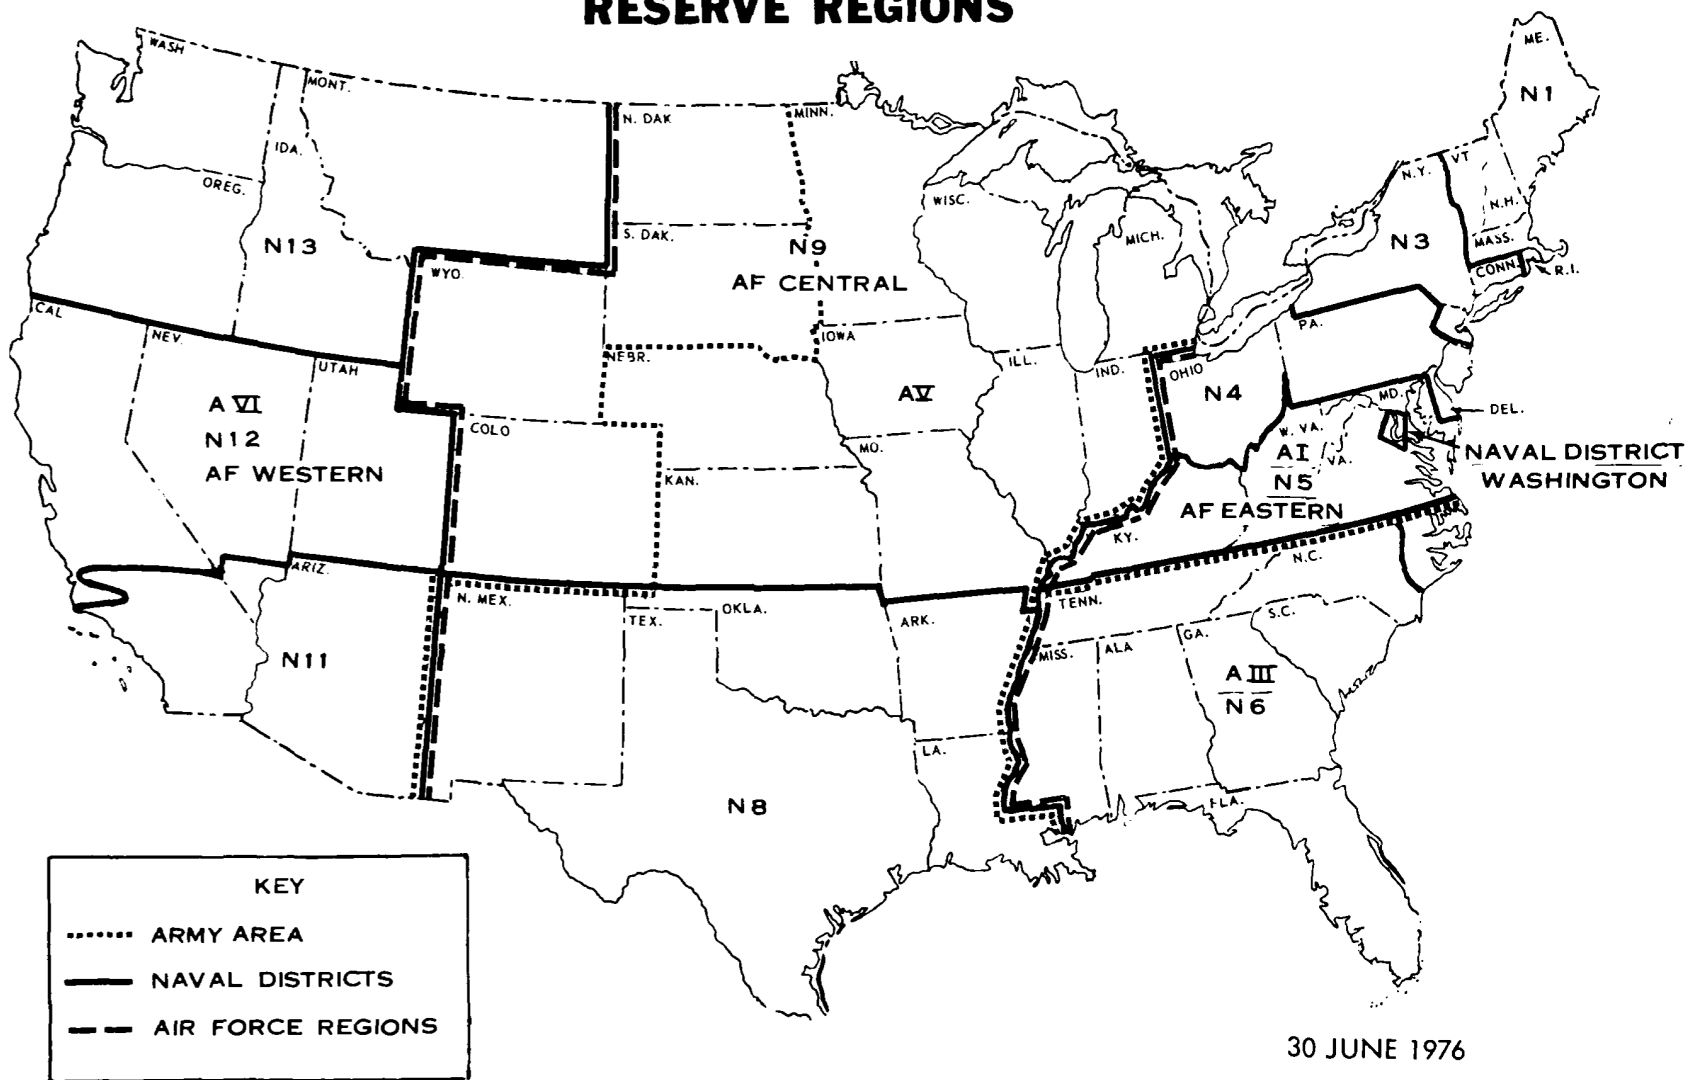 RESERVE REGIONS
WASH
MONT.
N. DAK
MINN.
ME.
N1
IDA.
OREG.
WISC.
MICH.
N.Y.
VT
N.H.
MASS.
CONN.
R.I.
N3
N13
WYO.
S. DAK.
N9
AF CENTRAL
CAL
NEV.
UTAH
NEBR.
IOWA
ILL.
IND.
OHIO
PA.
N4
MD.
DEL.
A VI
N12
AF WESTERN
COLO
KAN.
MO.
AV
W. VA.
VA.
AI
N5
AF EASTERN
NAVAL DISTRICT
WASHINGTON
KY.
N.C.
ARIZ.
N. MEX.
TEX.
OKLA.
ARK.
TENN.
S.C.
MISS.
ALA
GA.
N11
A III
N6
LA.
FLA.
N8
KEY
ARMY AREA
NAVAL DISTRICTS
AIR FORCE REGIONS
30 JUNE 1976